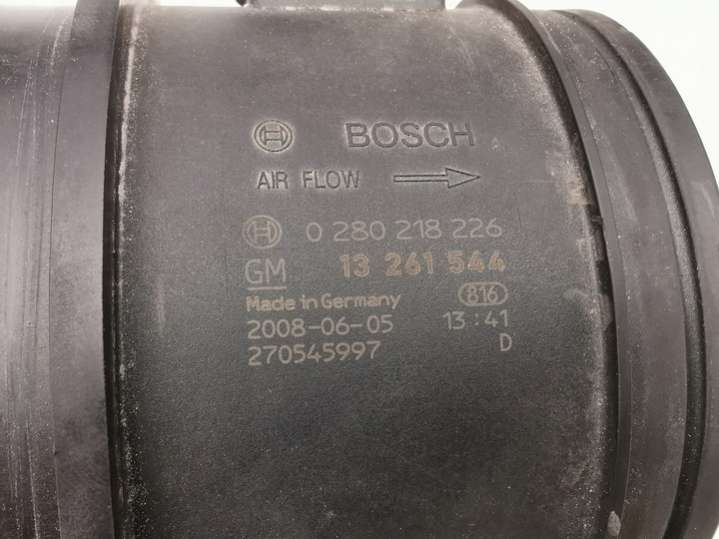 BOSCH
AIR FLOW
0 280 218 226
GM 13 261 544
Made in Germany 816
2008-06-05 13:41
270545997 D